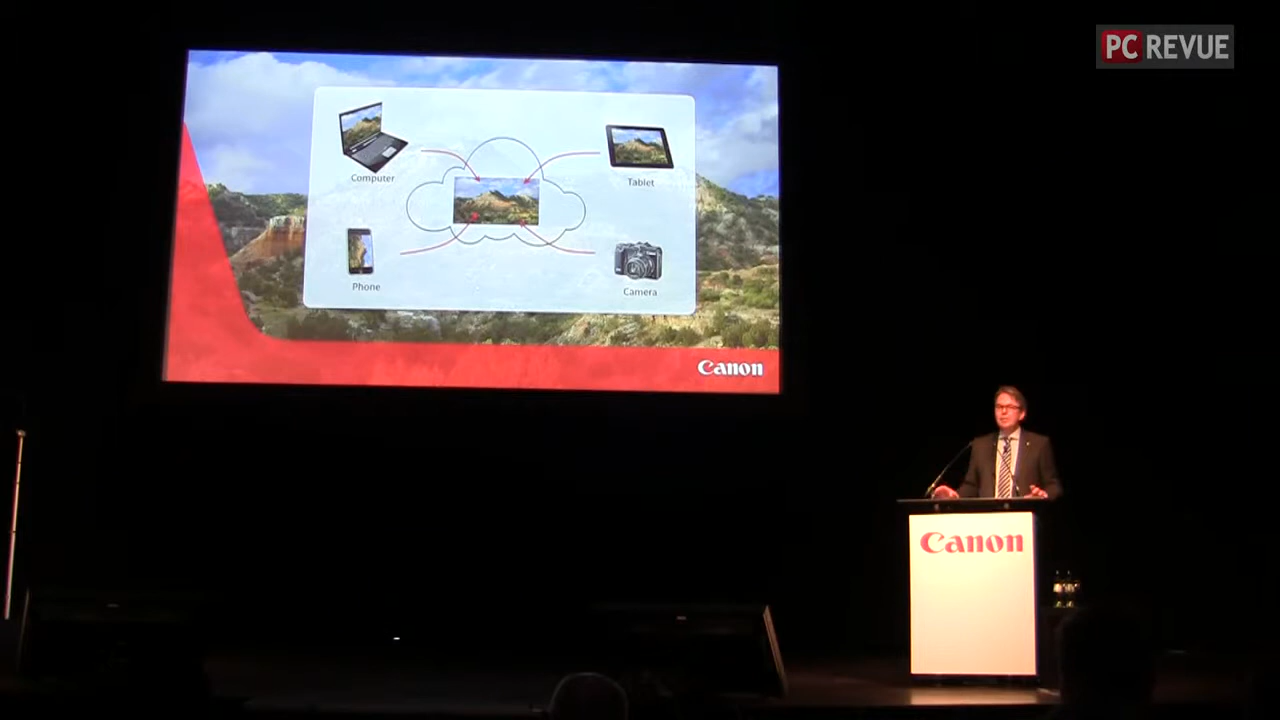 PC REVUE
Computer
Tablet
Phone
Camera
Canon
Canon